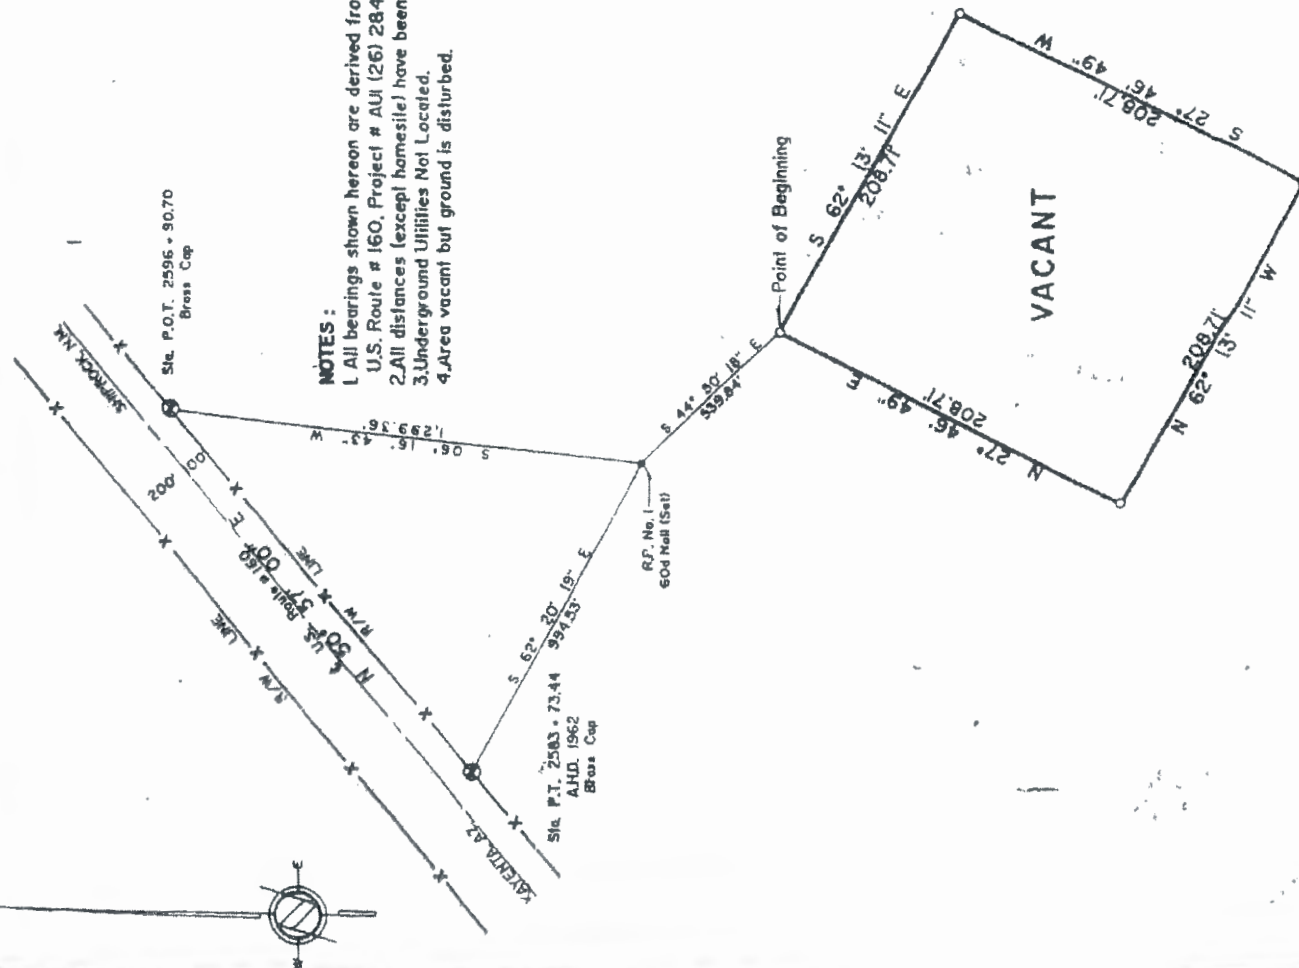 SHIPROCK, NM.
Sta. P.O.T. 2596 + 90.70
Brass Cap
200'
R/W LINE
U.S. Route # 160
N 50° 37' 00" E
R/W LINE
KAYENTA, AZ
Sta. P.T. 2583 + 73.44
A.H.D. 1962
Brass Cap
NOTES :
1. All bearings shown hereon are derived fro
U.S. Route # 160, Project # AUI (26) 284
2. All distances (except homesite) have been
3. Underground Utilities Not Located.
4. Area vacant but ground is disturbed.
S 06° 16' 43" W
1,299.36'
S 62° 20' 19" E
994.53'
R.P. No. 1
60d Nail (Set)
S 44° 30' 18" E
539.84'
Point of Beginning
S 62° 13' 11" E
208.71'
S 27° 46' 49" W
208.71'
N 62° 13' 11" W
208.71'
N 27° 46' 49" E
208.71'
VACANT
W
E